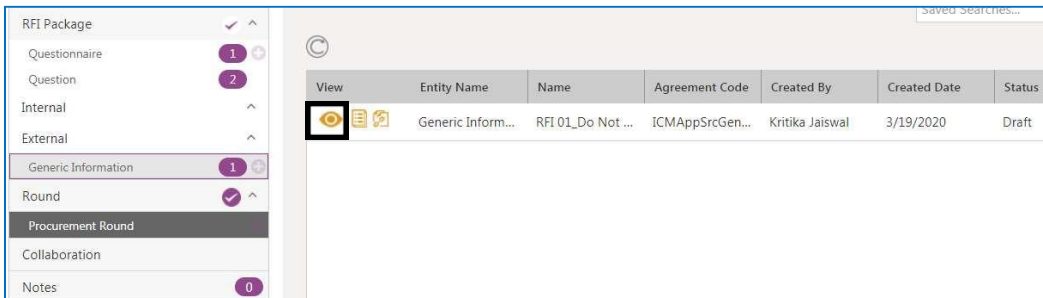 Saved Searches...
RFI Package
Questionnaire 1
Question 2
Internal
External
Generic Information 1
Round
Procurement Round
Collaboration
Notes 0
View Entity Name Name Agreement Code Created By Created Date Status
Generic Inform... RFI 01_Do Not ... ICMAppSrcGen... Kritika Jaiswal 3/19/2020 Draft